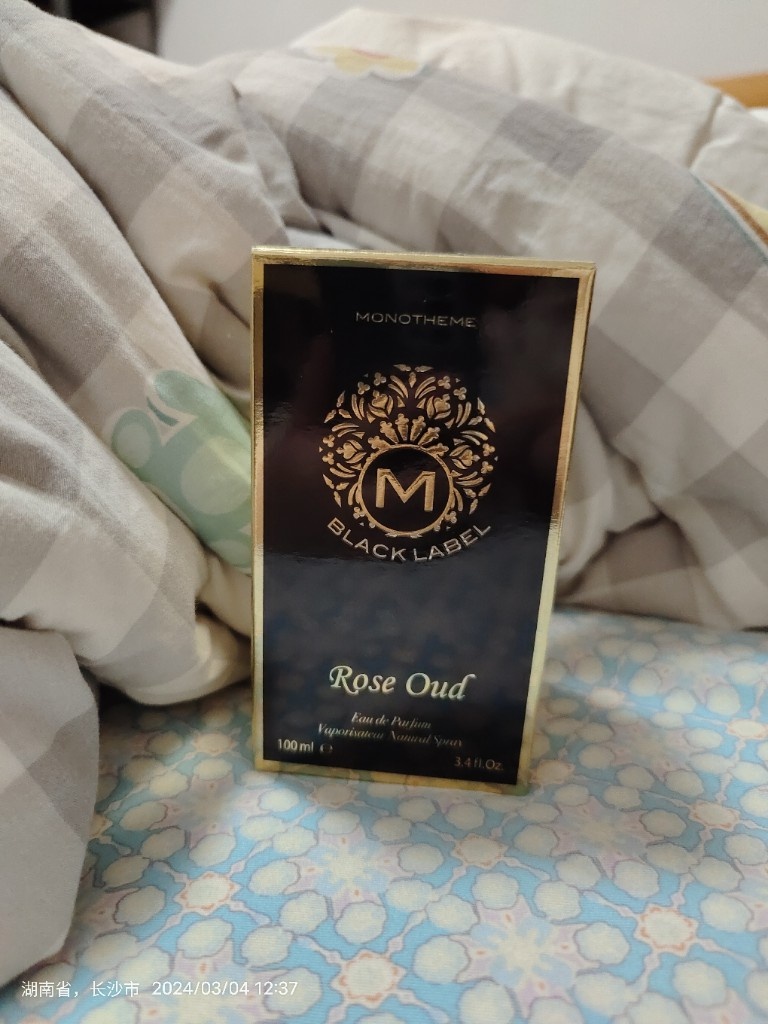 MONOTHEME
M
BLACK LABEL
Rose Oud
Eau de Parfum
Vaporisateur Natural Spray
100 ml ℮
3.4 fl.Oz.
湖南省，长沙市 2024/03/04 12:37